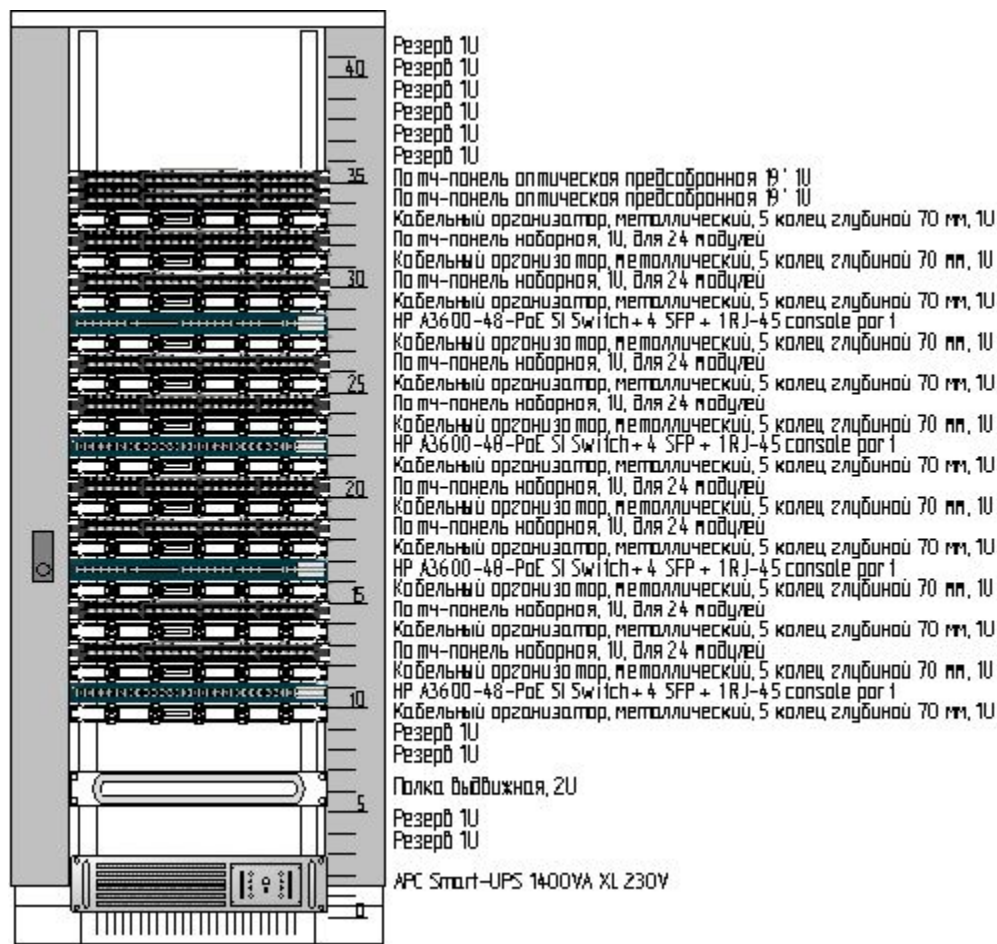 Резерв 1U
Резерв 1U
40
Резерв 1U
Резерв 1U
Резерв 1U
Резерв 1U
35
Патч-панель оптическая предсобранная 19' 1U
Патч-панель оптическая предсобранная 19' 1U
Кабельный организатор, металлический, 5 колец глубиной 70 мм, 1U
Патч-панель наборная, 1U, для 24 модулей
Кабельный организатор, металлический, 5 колец глубиной 70 мм, 1U
30
Патч-панель наборная, 1U, для 24 модулей
Кабельный организатор, металлический, 5 колец глубиной 70 мм, 1U
HP A3600-48-PoE SI Switch + 4 SFP + 1 RJ-45 console port
Кабельный организатор, металлический, 5 колец глубиной 70 мм, 1U
Патч-панель наборная, 1U, для 24 модулей
25
Кабельный организатор, металлический, 5 колец глубиной 70 мм, 1U
Патч-панель наборная, 1U, для 24 модулей
Кабельный организатор, металлический, 5 колец глубиной 70 мм, 1U
HP A3600-48-PoE SI Switch + 4 SFP + 1 RJ-45 console port
Кабельный организатор, металлический, 5 колец глубиной 70 мм, 1U
20
Патч-панель наборная, 1U, для 24 модулей
Кабельный организатор, металлический, 5 колец глубиной 70 мм, 1U
Патч-панель наборная, 1U, для 24 модулей
Кабельный организатор, металлический, 5 колец глубиной 70 мм, 1U
HP A3600-48-PoE SI Switch + 4 SFP + 1 RJ-45 console port
15
Кабельный организатор, металлический, 5 колец глубиной 70 мм, 1U
Патч-панель наборная, 1U, для 24 модулей
Кабельный организатор, металлический, 5 колец глубиной 70 мм, 1U
Патч-панель наборная, 1U, для 24 модулей
Кабельный организатор, металлический, 5 колец глубиной 70 мм, 1U
HP A3600-48-PoE SI Switch + 4 SFP + 1 RJ-45 console port
10
Кабельный организатор, металлический, 5 колец глубиной 70 мм, 1U
Резерв 1U
Резерв 1U
Полка выдвижная, 2U
5
Резерв 1U
Резерв 1U
APC Smart-UPS 1400VA XL 230V
0